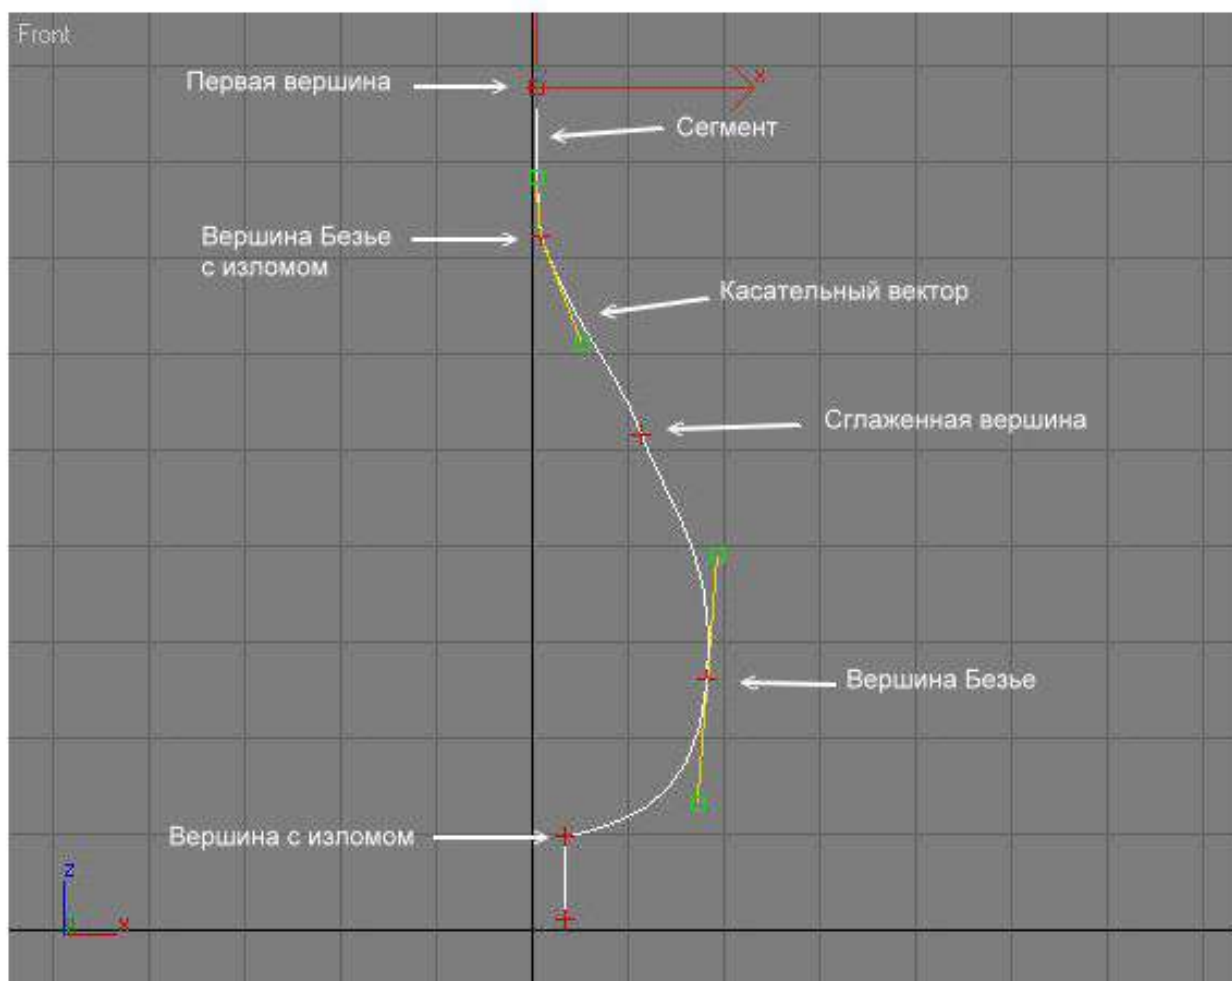 Front
Первая вершина
x
Сегмент
Вершина Безье
с изломом
Касательный вектор
Сглаженная вершина
Вершина Безье
Вершина с изломом
z
x